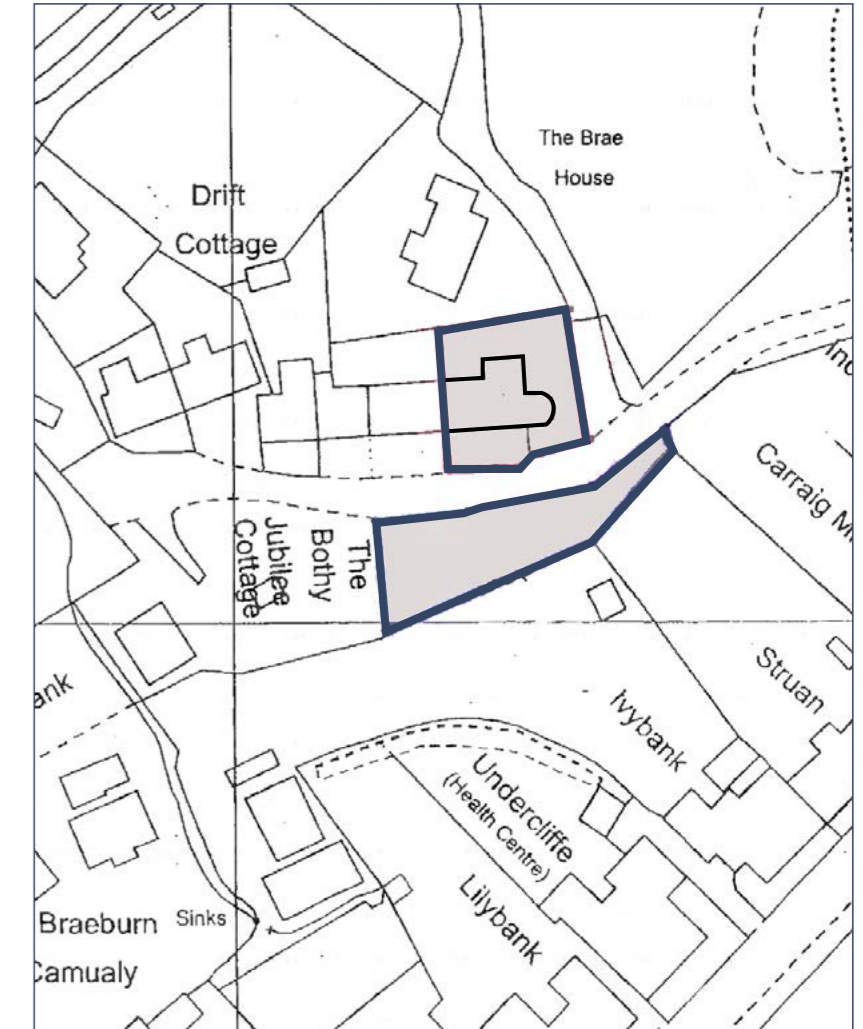 The Brae
House
Drift
Cottage
The
Bothy
Jubilee
Cottage
Carraig
Struan
Ivybank
Undercliffe
(Health Centre)
Lilybank
Braeburn
Sinks
Camualy